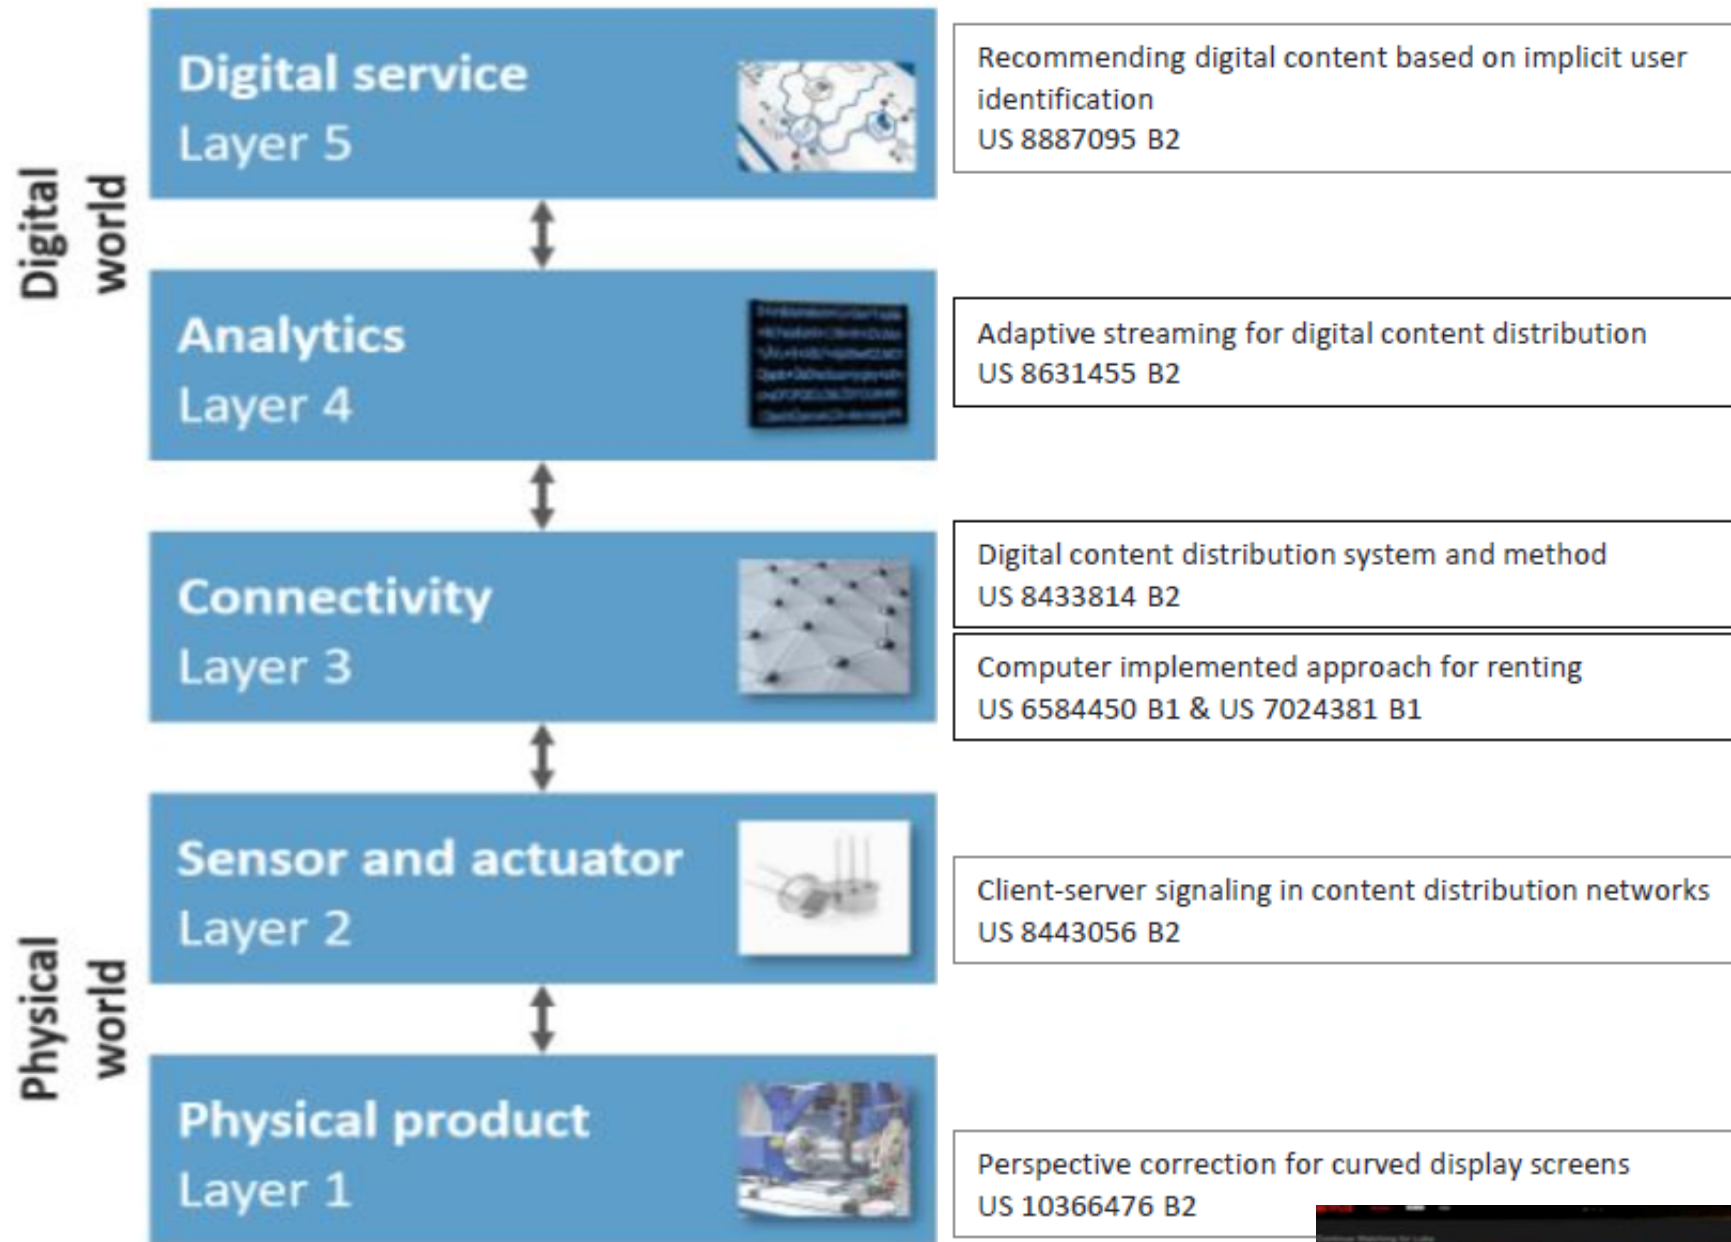 Digital world
Physical world
Digital service
Layer 5
Recommending digital content based on implicit user
identification
US 8887095 B2
Analytics
Layer 4
Adaptive streaming for digital content distribution
US 8631455 B2
Connectivity
Layer 3
Digital content distribution system and method
US 8433814 B2
Computer implemented approach for renting
US 6584450 B1 & US 7024381 B1
Sensor and actuator
Layer 2
Client-server signaling in content distribution networks
US 8443056 B2
Physical product
Layer 1
Perspective correction for curved display screens
US 10366476 B2